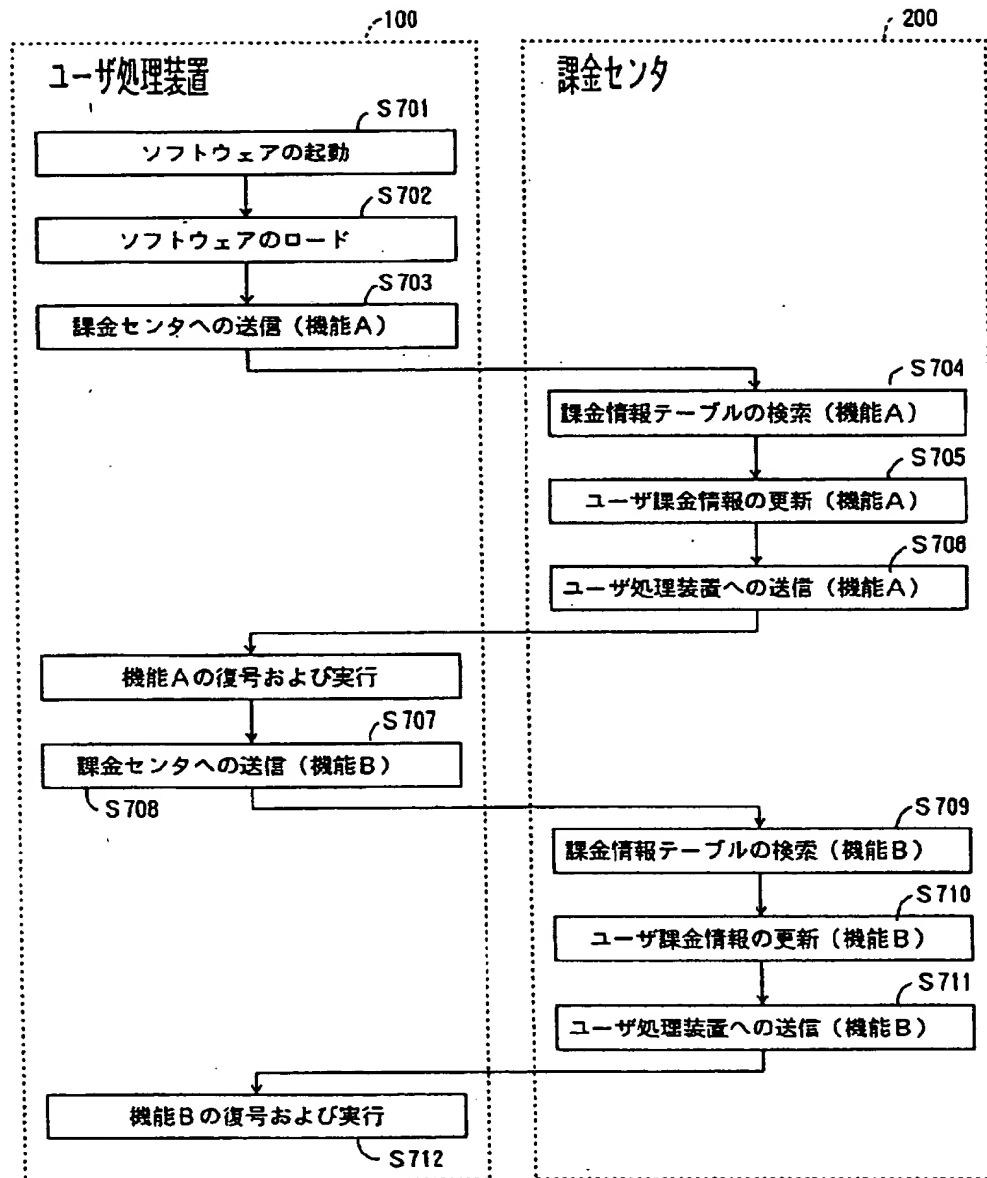 100
200
ユーザ処理装置
課金センタ
S701
ソフトウェアの起動
S702
ソフトウェアのロード
S703
課金センタへの送信(機能A)
S704
課金情報テーブルの検索(機能A)
S705
ユーザ課金情報の更新(機能A)
S706
ユーザ処理装置への送信(機能A)
機能Aの復号および実行
S707
課金センタへの送信(機能B)
S708
S709
課金情報テーブルの検索(機能B)
S710
ユーザ課金情報の更新(機能B)
S711
ユーザ処理装置への送信(機能B)
機能Bの復号および実行
S712